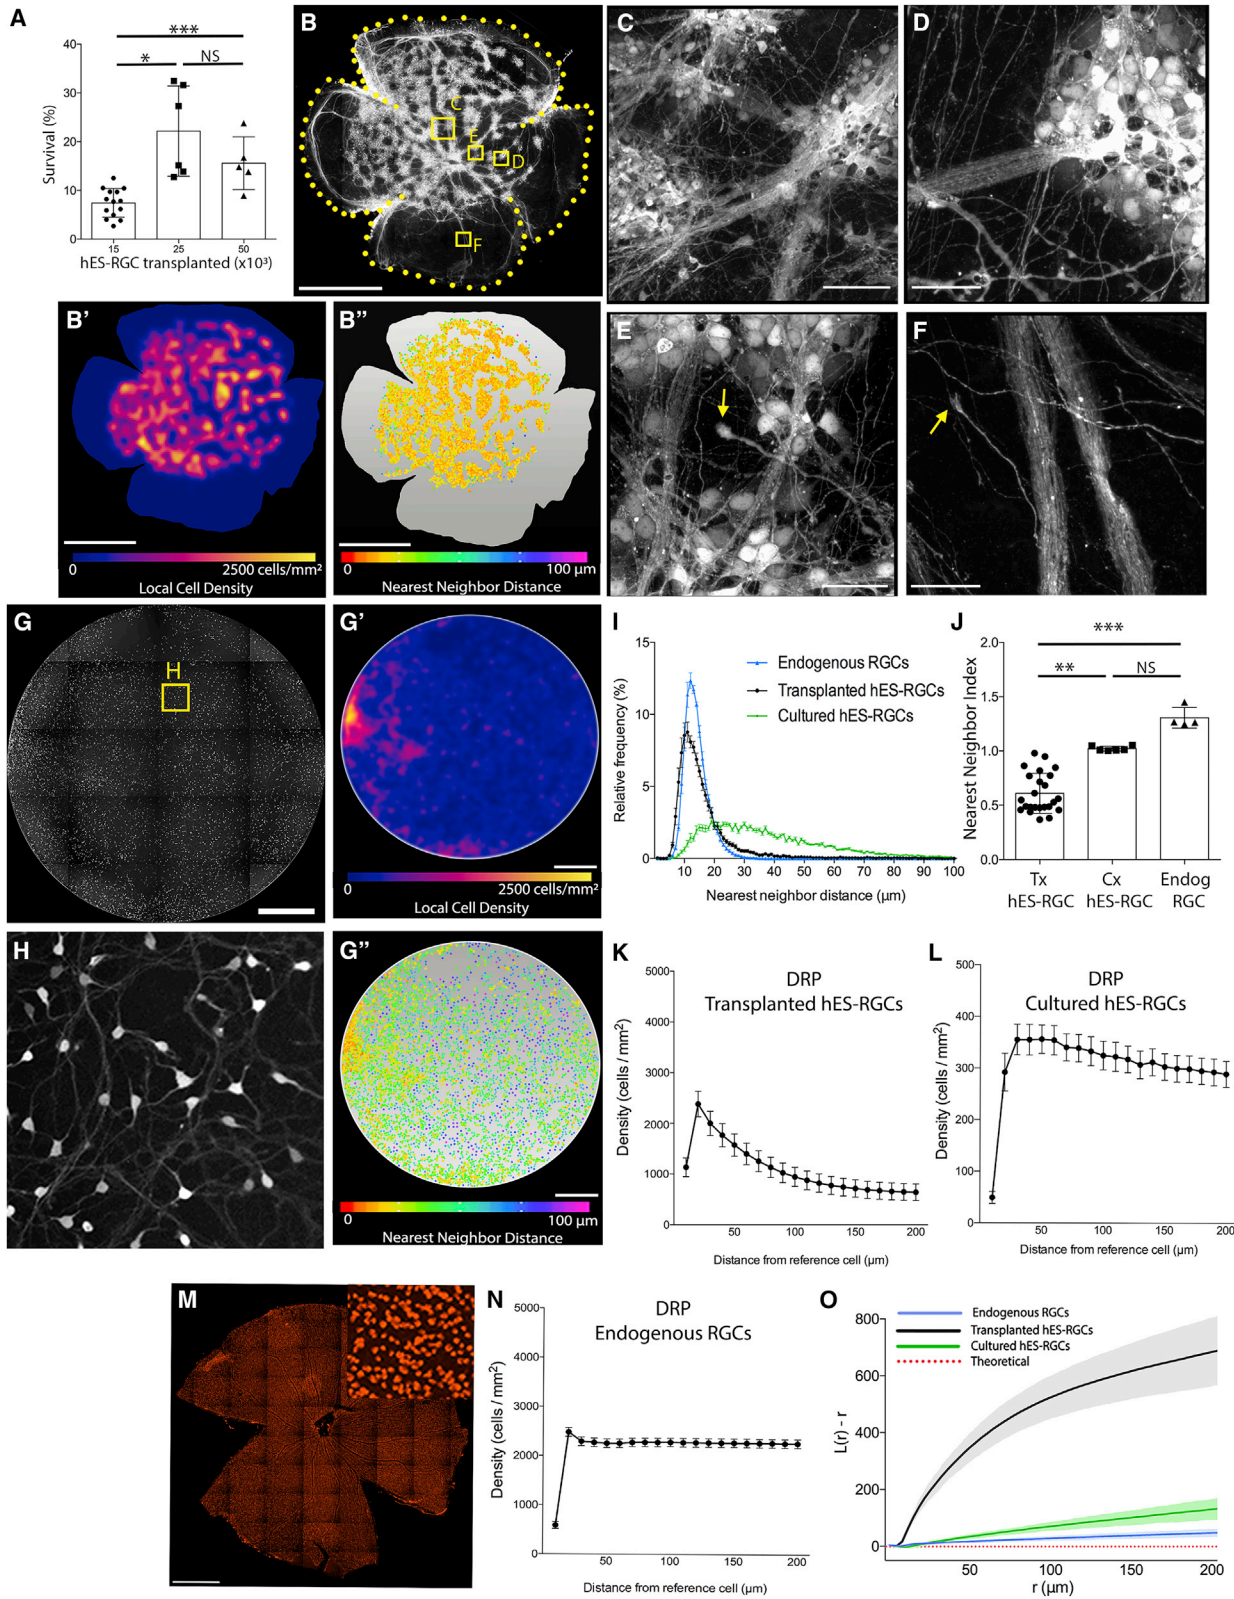 A
***
*
NS
40
30
20
10
0
Survival (%)
15
25
50
hES-RGC transplanted (x10³)
B
C
E
D
F
C
D
B'
0
2500 cells/mm²
Local Cell Density
B"
0
100 µm
Nearest Neighbor Distance
E
F
G
H
G'
0
2500 cells/mm²
Local Cell Density
I
15
10
5
0
Relative frequency (%)
Endogenous RGCs
Transplanted hES-RGCs
Cultured hES-RGCs
10 20 30 40 50 60 70 80 90 100
Nearest neighbor distance (µm)
J
***
**
NS
2.0
1.5
1.0
0.5
0.0
Nearest Neighbor Index
Tx
hES-RGC
Cx
hES-RGC
Endog
RGC
H
G"
0
100 µm
Nearest Neighbor Distance
K
DRP
Transplanted hES-RGCs
5000
4000
3000
2000
1000
0
Density (cells / mm²)
50 100 150 200
Distance from reference cell (µm)
L
DRP
Cultured hES-RGCs
500
400
300
200
100
0
Density (cells / mm²)
50 100 150 200
Distance from reference cell (µm)
M
N
DRP
Endogenous RGCs
5000
4000
3000
2000
1000
0
Density (cells / mm²)
50 100 150 200
Distance from reference cell (µm)
O
Endogenous RGCs
Transplanted hES-RGCs
Cultured hES-RGCs
Theoretical
800
600
400
200
0
L(r) - r
50 100 150 200
r (µm)